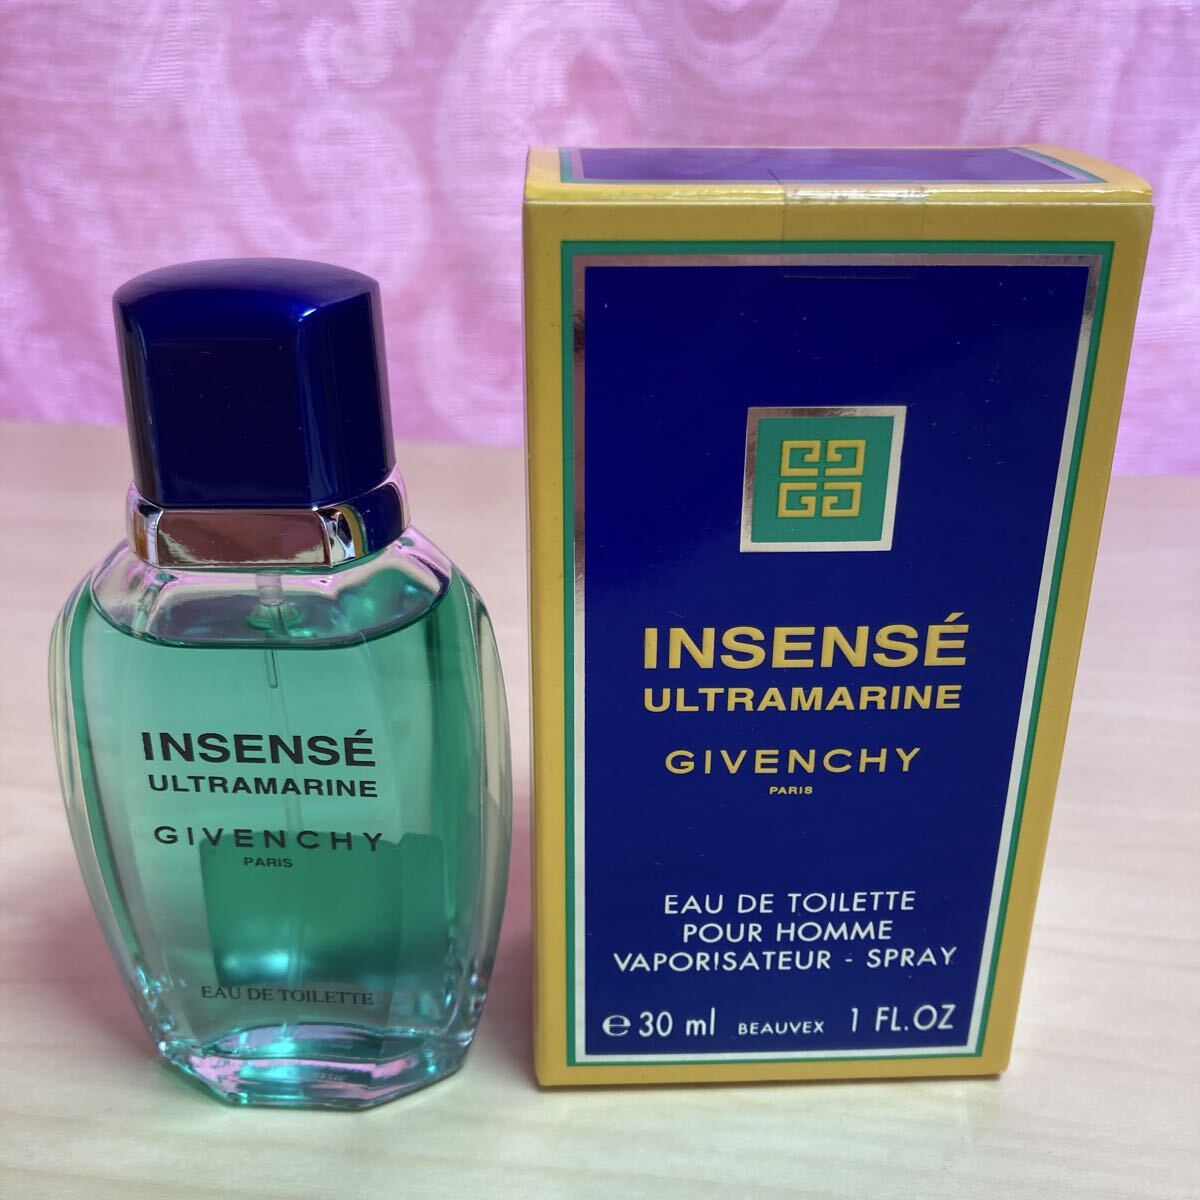 INSENSÉ
ULTRAMARINE
GIVENCHY
PARIS
EAU DE TOILETTE
INSENSÉ
ULTRAMARINE
GIVENCHY
PARIS
EAU DE TOILETTE
POUR HOMME
VAPORISATEUR - SPRAY
℮ 30 ml BEAUVEX 1 FL.OZ